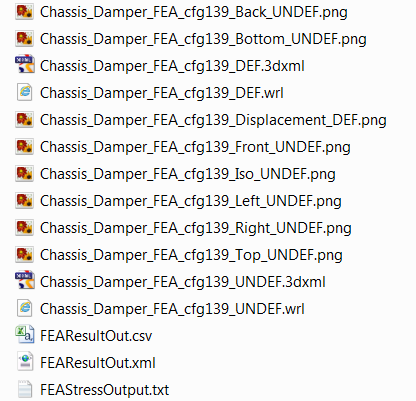 Chassis_Damper_FEA_cfg139_Back_UNDEF.png
Chassis_Damper_FEA_cfg139_Bottom_UNDEF.png
Chassis_Damper_FEA_cfg139_DEF.3dxml
Chassis_Damper_FEA_cfg139_DEF.wrl
Chassis_Damper_FEA_cfg139_Displacement_DEF.png
Chassis_Damper_FEA_cfg139_Front_UNDEF.png
Chassis_Damper_FEA_cfg139_Iso_UNDEF.png
Chassis_Damper_FEA_cfg139_Left_UNDEF.png
Chassis_Damper_FEA_cfg139_Right_UNDEF.png
Chassis_Damper_FEA_cfg139_Top_UNDEF.png
Chassis_Damper_FEA_cfg139_UNDEF.3dxml
Chassis_Damper_FEA_cfg139_UNDEF.wrl
FEAResultOut.csv
FEAResultOut.xml
FEAStressOutput.txt